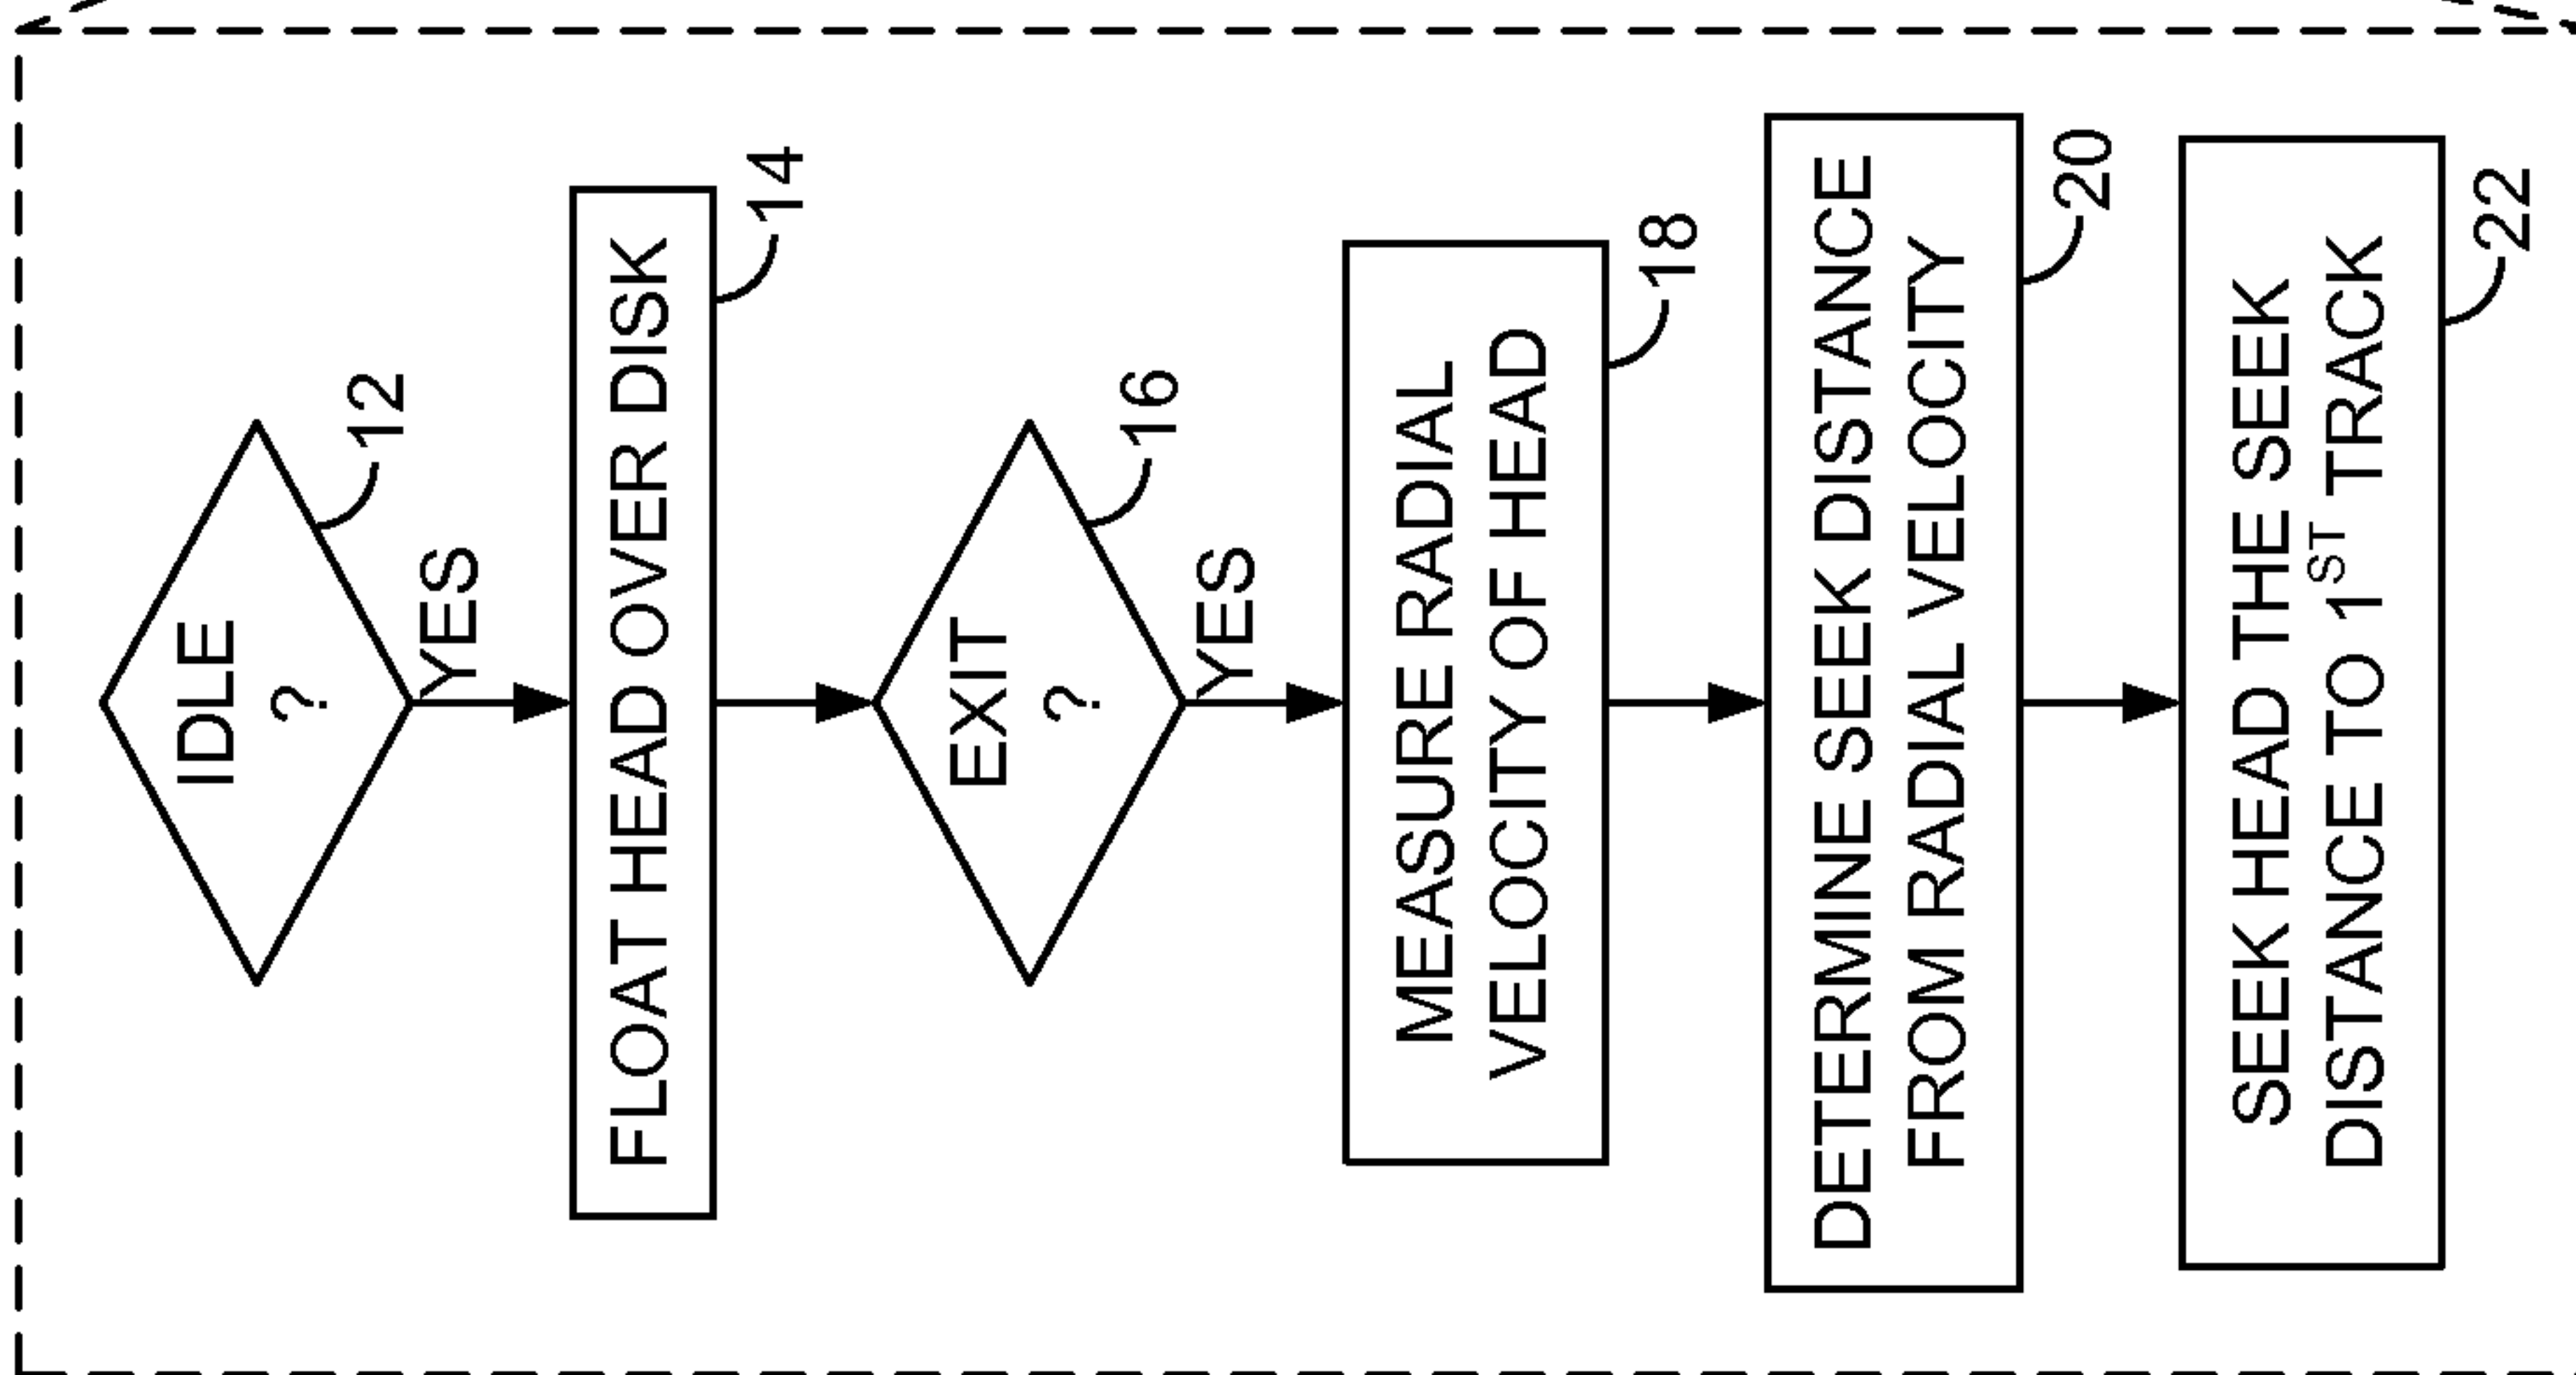 IDLE
?
12
YES
FLOAT HEAD OVER DISK
14
EXIT
?
16
YES
MEASURE RADIAL
VELOCITY OF HEAD
18
DETERMINE SEEK DISTANCE
FROM RADIAL VELOCITY
20
SEEK HEAD THE SEEK
DISTANCE TO 1ST TRACK
22